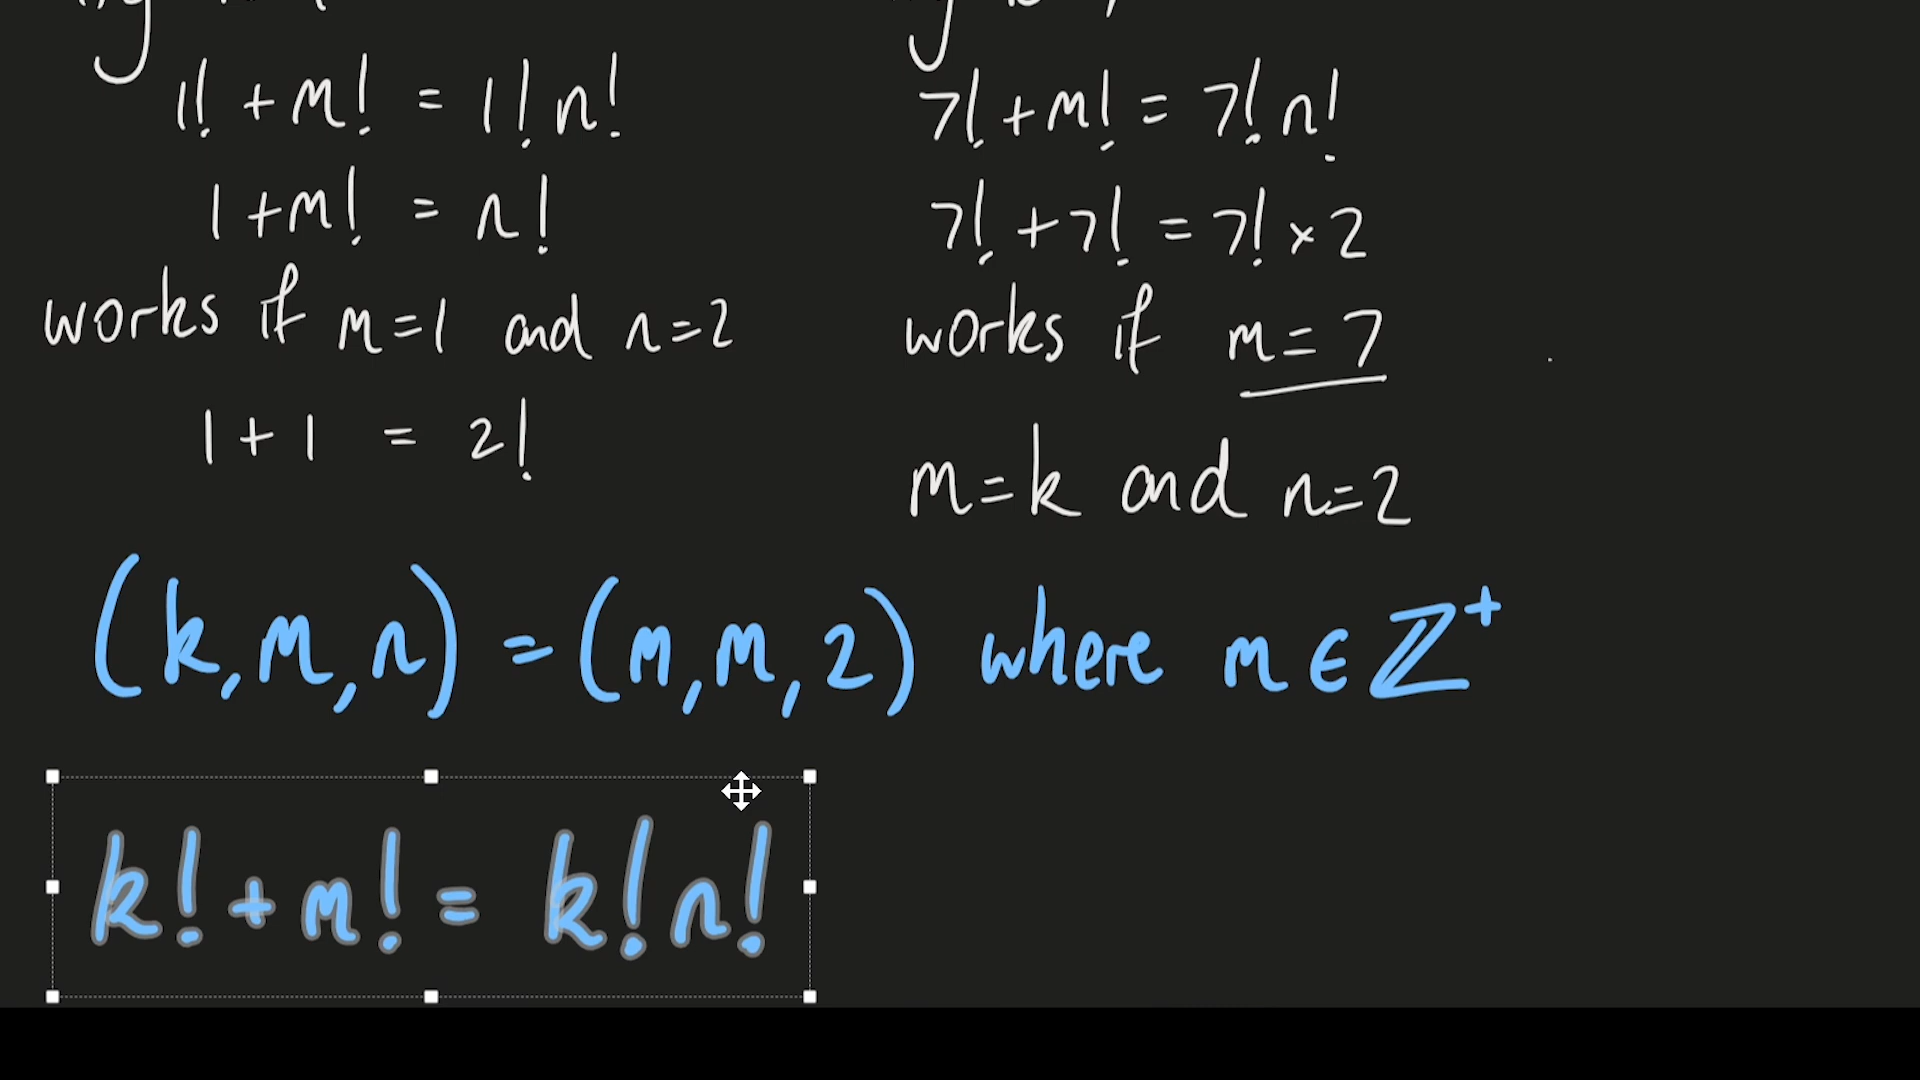 1! + m! = 1! n!
1 + m! = n!
works if m=1 and n=2
1 + 1 = 2!
7! + m! = 7! n!
7! + 7! = 7! × 2
works if m = 7
m = k and n=2
(k, m, n) = (m, m, 2) where m ∈ ℤ⁺
k! + m! = k! n!